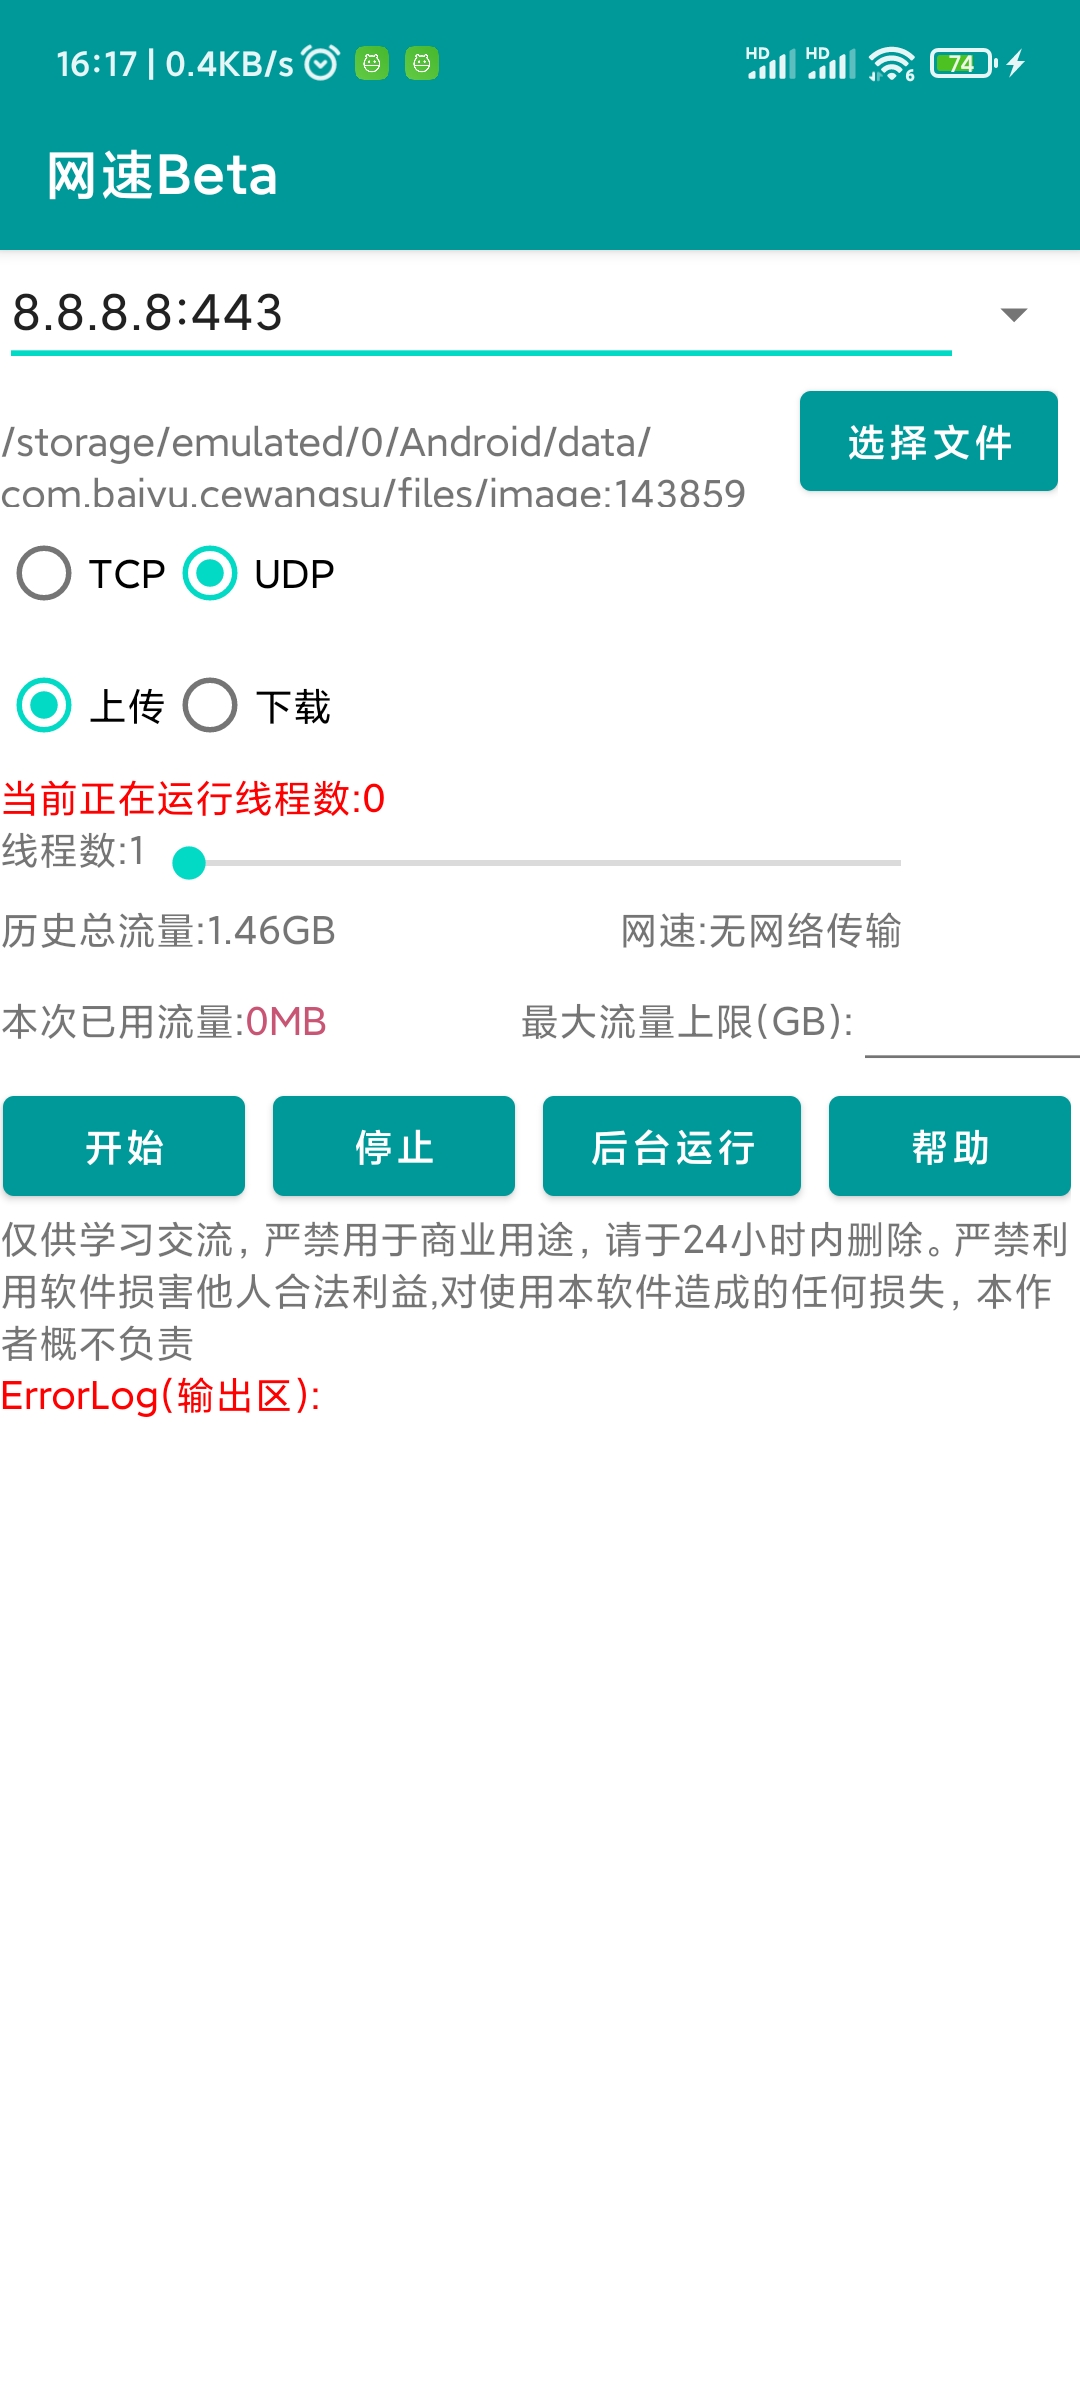 16:17 | 0.4KB/s
HD HD 6 74
网速Beta
8.8.8.8:443
/storage/emulated/0/Android/data/
com.baiyu.cewangsu/files/image:143859
选择文件
TCP UDP
上传 下载
当前正在运行线程数:0
线程数:1
历史总流量:1.46GB 网速:无网络传输
本次已用流量:0MB 最大流量上限(GB):
开始 停止 后台运行 帮助
仅供学习交流，严禁用于商业用途，请于24小时内删除。严禁利
用软件损害他人合法利益,对使用本软件造成的任何损失，本作
者概不负责
ErrorLog(输出区):